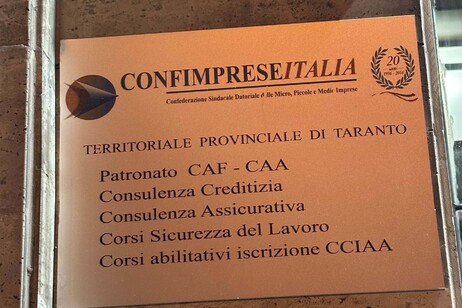 CONFIMPRESEITALIA
Confederazione Sindacale Datoriale delle Micro, Piccole e Medie Imprese
20
anni
TERRITORIALE PROVINCIALE DI TARANTO
Patronato CAF - CAA
Consulenza Creditizia
Consulenza Assicurativa
Corsi Sicurezza del Lavoro
Corsi abilitativi iscrizione CCIAA